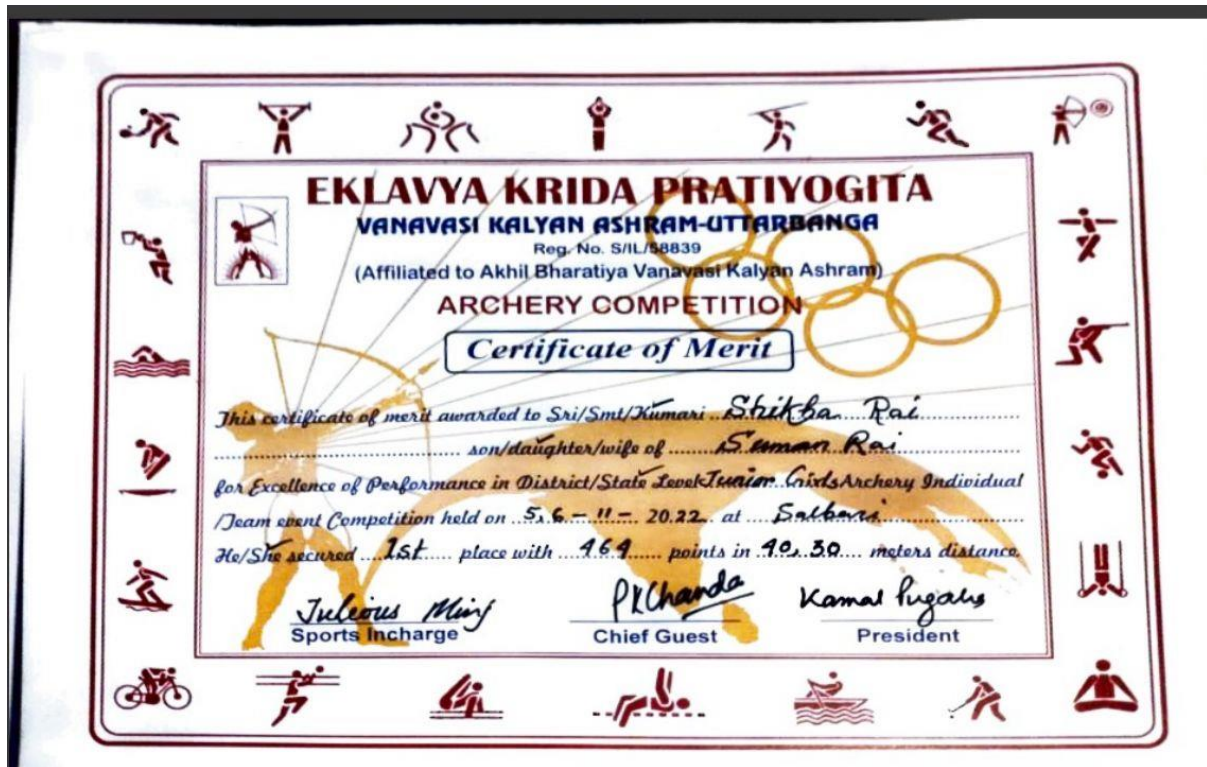 EKLAVYA KRIDA PRATIYOGITA
VANAVASI KALYAN ASHRAM-UTTARBANGA
Reg. No. S/IL/58839
(Affiliated to Akhil Bharatiya Vanavasi Kalyan Ashram)
ARCHERY COMPETITION
Certificate of Merit
This certificate of merit awarded to Sri/Smt/Kumari Shikha Rai
son/daughter/wife of Suman Rai
for Excellence of Performance in District/State Level Junior Girls Archery Individual
/Team event Competition held on 5,6-11-2022 at Salbari
He/She secured 1st place with 464 points in 40,30 meters distance.
PKChanda Kamal
Sports Incharge Chief Guest President